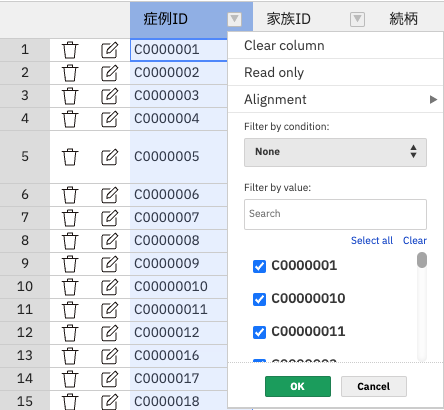 症例ID 家族ID 続柄
1 C0000001
2 C0000002
3 C0000003
4 C0000004
5 C0000005
6 C0000006
7 C0000007
8 C0000008
9 C0000009
10 C00000010
11 C00000011
12 C0000012
13 C0000016
14 C0000017
15 C0000018
Clear column
Read only
Alignment
Filter by condition:
None
Filter by value:
Search
Select all Clear
C0000001
C00000010
C00000011
OK Cancel